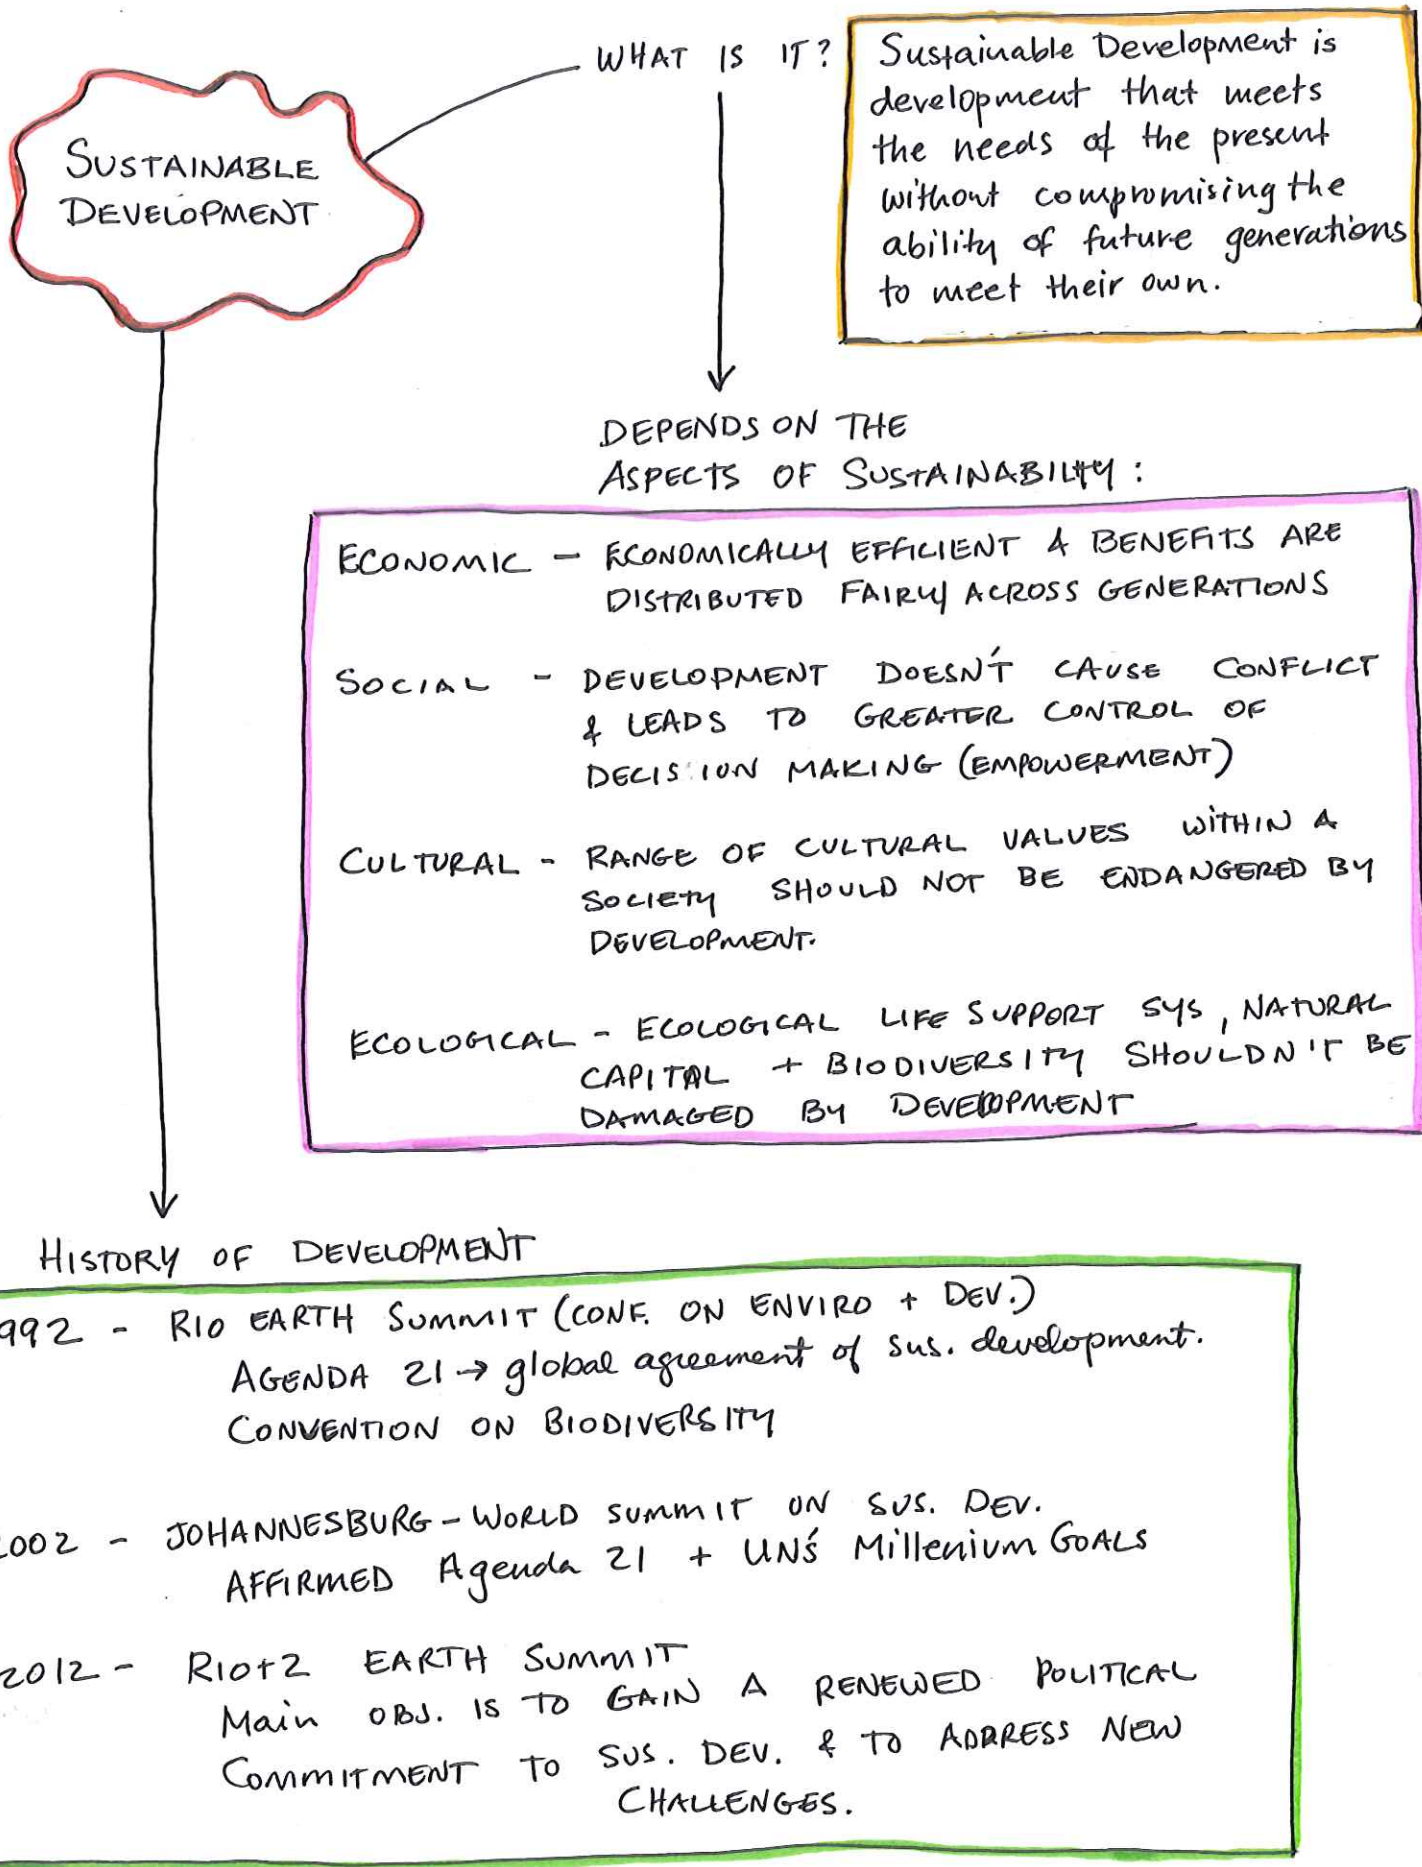 SUSTAINABLE
DEVELOPMENT
WHAT IS IT?
Sustainable Development is
development that meets
the needs of the present
without compromising the
ability of future generations
to meet their own.
DEPENDS ON THE
ASPECTS OF SUSTAINABILITY:
ECONOMIC - ECONOMICALLY EFFICIENT & BENEFITS ARE
DISTRIBUTED FAIRLY ACROSS GENERATIONS
SOCIAL - DEVELOPMENT DOESN'T CAUSE CONFLICT
& LEADS TO GREATER CONTROL OF
DECISION MAKING (EMPOWERMENT)
CULTURAL - RANGE OF CULTURAL VALUES WITHIN A
SOCIETY SHOULD NOT BE ENDANGERED BY
DEVELOPMENT.
ECOLOGICAL - ECOLOGICAL LIFE SUPPORT SYS, NATURAL
CAPITAL + BIODIVERSITY SHOULDN'T BE
DAMAGED BY DEVELOPMENT
HISTORY OF DEVELOPMENT
992 - RIO EARTH SUMMIT (CONF. ON ENVIRO + DEV.)
AGENDA 21 → global agreement of sus. development.
CONVENTION ON BIODIVERSITY
2002 - JOHANNESBURG - WORLD SUMMIT ON SUS. DEV.
AFFIRMED Agenda 21 + UN'S Millenium GOALS
2012 - RIO+2 EARTH SUMMIT
Main OBJ. IS TO GAIN A RENEWED POLITICAL
COMMITMENT TO SUS. DEV. & TO ADDRESS NEW
CHALLENGES.